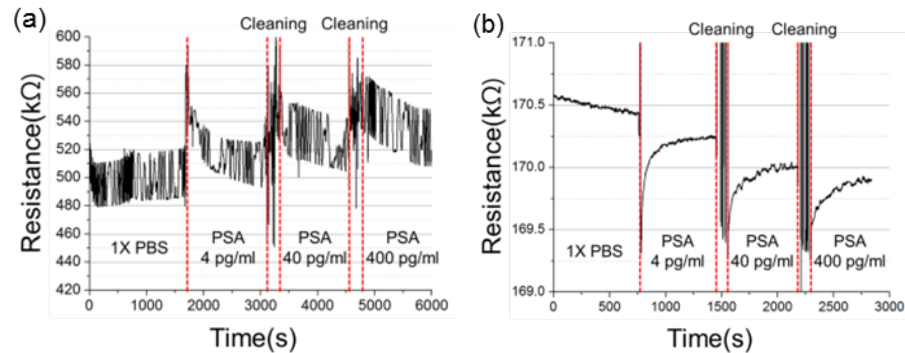 (a)
Cleaning Cleaning
600
580
560
540
520
500
480
460
440
420
Resistance(kΩ)
1X PBS
PSA
4 pg/ml
PSA
40 pg/ml
PSA
400 pg/ml
0 1000 2000 3000 4000 5000 6000
Time(s)
(b)
Cleaning Cleaning
171.0
170.5
170.0
169.5
169.0
Resistance(kΩ)
1X PBS
PSA
4 pg/ml
PSA
40 pg/ml
PSA
400 pg/ml
0 500 1000 1500 2000 2500 3000
Time(s)